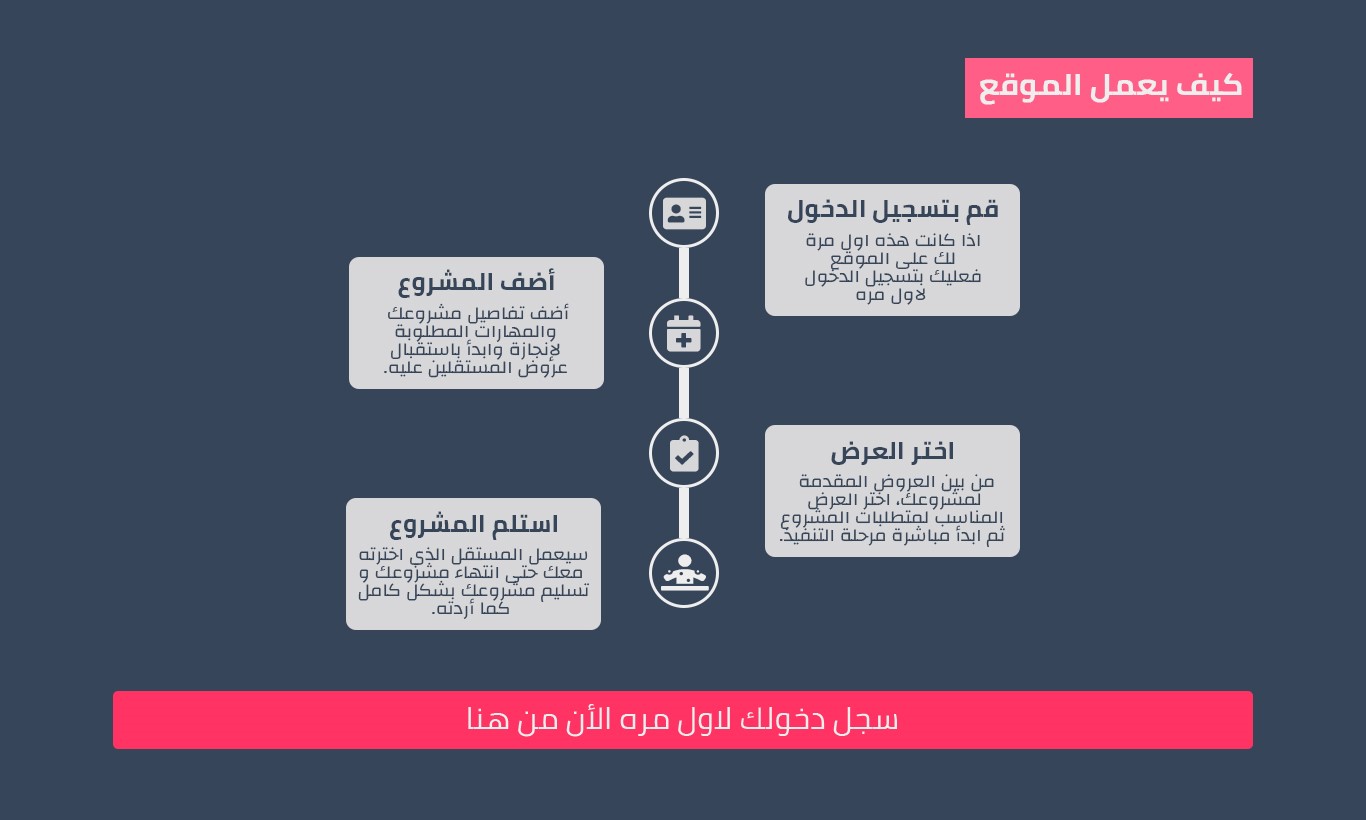 كيف يعمل الموقع
قم بتسجيل الدخول
اذا كانت هذه اول مرة
لك على الموقع
فعليك بتسجيل الدخول
لاول مره
أضف المشروع
أضف تفاصيل مشروعك
والمهارات المطلوبة
لإنجازة وابدأ باستقبال
عروض المستقلين عليه.
اختر العرض
من بين العروض المقدمة
لمشروعك، اختر العرض
المناسب لمتطلبات المشروع
ثم ابدأ مباشرة مرحلة التنفيذ.
استلم المشروع
سيعمل المستقل الذي اخترته
معك حتى انتهاء مشروعك و
تسليم مشروعك بشكل كامل
كما أردته.
سجل دخولك لاول مره الأن من هنا